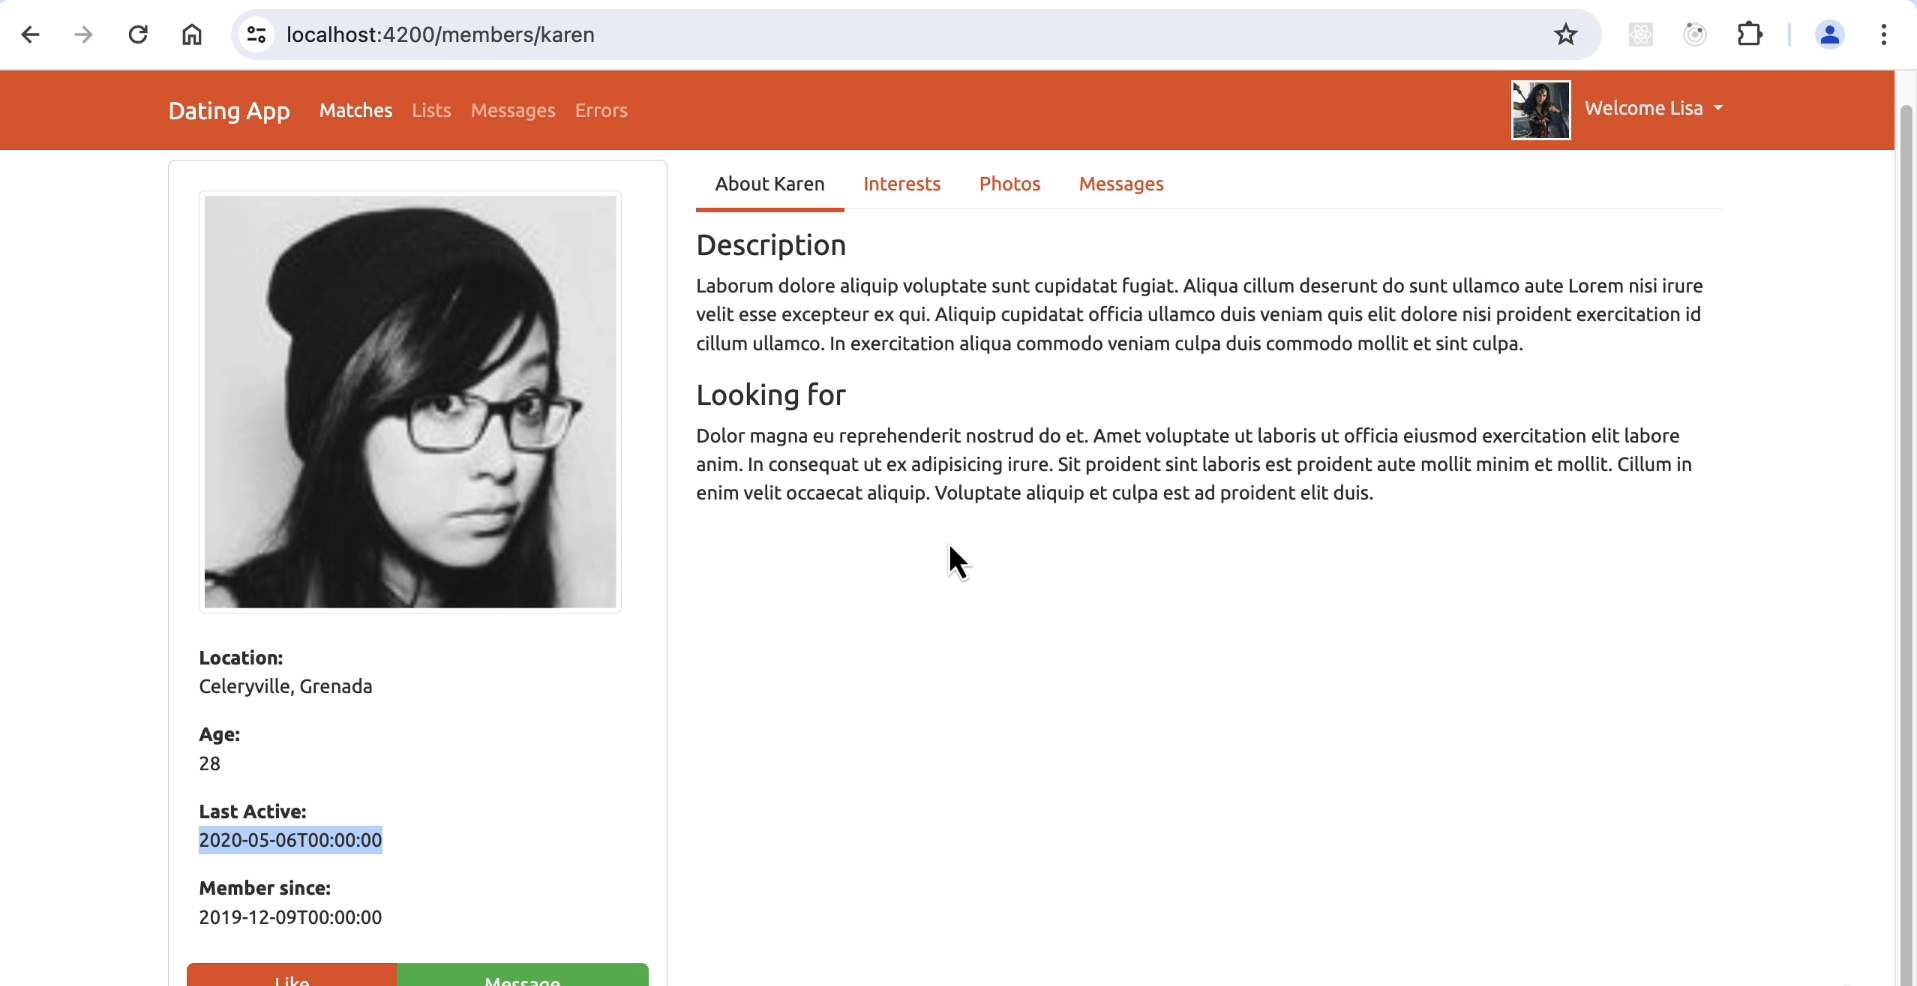 localhost:4200/members/karen
Dating App Matches Lists Messages Errors Welcome Lisa
About Karen Interests Photos Messages
Description
Laborum dolore aliquip voluptate sunt cupidatat fugiat. Aliqua cillum deserunt do sunt ullamco aute Lorem nisi irure
velit esse excepteur ex qui. Aliquip cupidatat officia ullamco duis veniam quis elit dolore nisi proident exercitation id
cillum ullamco. In exercitation aliqua commodo veniam culpa duis commodo mollit et sint culpa.
Looking for
Dolor magna eu reprehenderit nostrud do et. Amet voluptate ut laboris ut officia eiusmod exercitation elit labore
anim. In consequat ut ex adipisicing irure. Sit proident sint laboris est proident aute mollit minim et mollit. Cillum in
enim velit occaecat aliquip. Voluptate aliquip et culpa est ad proident elit duis.
Location:
Celeryville, Grenada
Age:
28
Last Active:
2020-05-06T00:00:00
Member since:
2019-12-09T00:00:00
Like Message